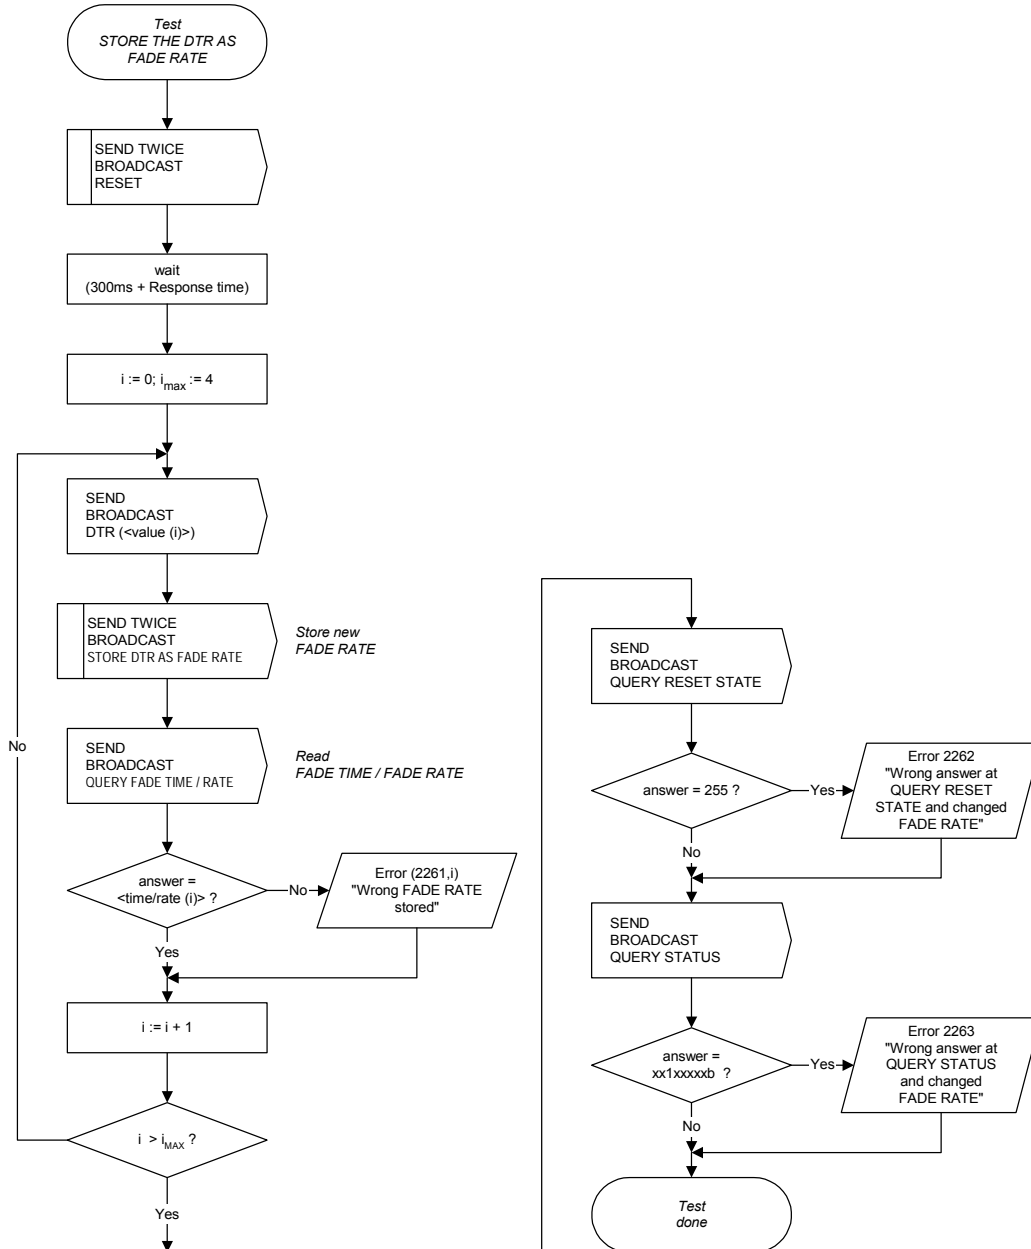 Test
STORE THE DTR AS
FADE RATE
SEND TWICE
BROADCAST
RESET
wait
(300ms + Response time)
i := 0; imax := 4
SEND
BROADCAST
DTR (<value (i)>)
SEND TWICE
BROADCAST
STORE DTR AS FADE RATE
Store new
FADE RATE
No
SEND
BROADCAST
QUERY FADE TIME / RATE
Read
FADE TIME / FADE RATE
answer =
<time/rate (i)> ?
No
Error (2261,i)
"Wrong FADE RATE
stored"
Yes
i := i + 1
i > iMAX ?
Yes
SEND
BROADCAST
QUERY RESET STATE
answer = 255 ?
Yes
Error 2262
"Wrong answer at
QUERY RESET
STATE and changed
FADE RATE"
No
SEND
BROADCAST
QUERY STATUS
answer =
xx1xxxxxb ?
Yes
Error 2263
"Wrong answer at
QUERY STATUS
and changed
FADE RATE"
No
Test
done